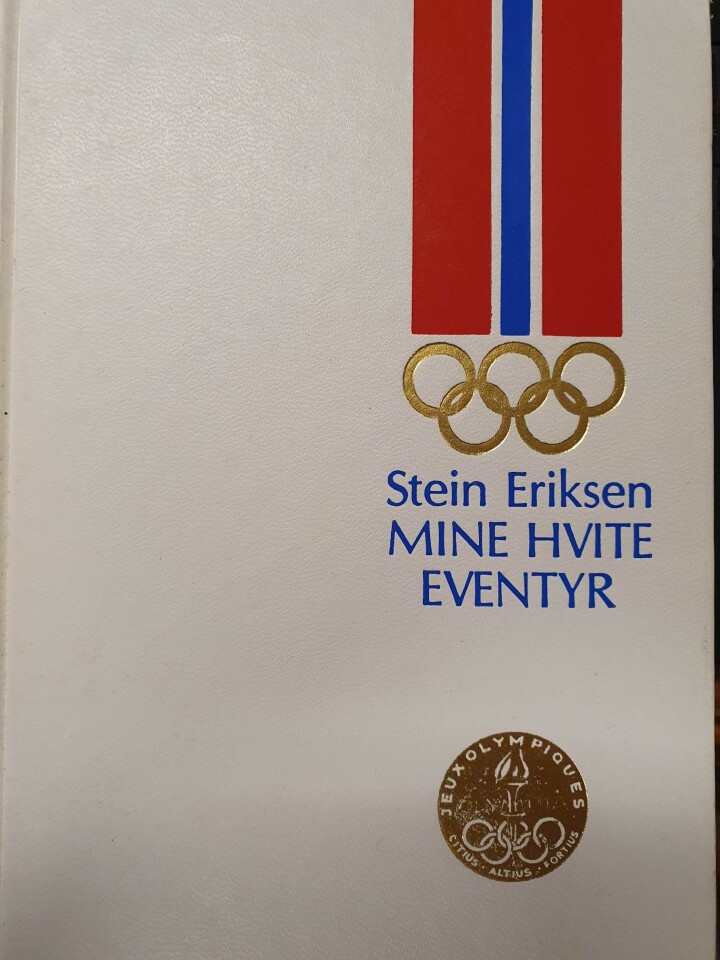 Stein Eriksen
MINE HVITE
EVENTYR
JEUX OLYMPIQUES
CITIUS · ALTIUS · FORTIUS